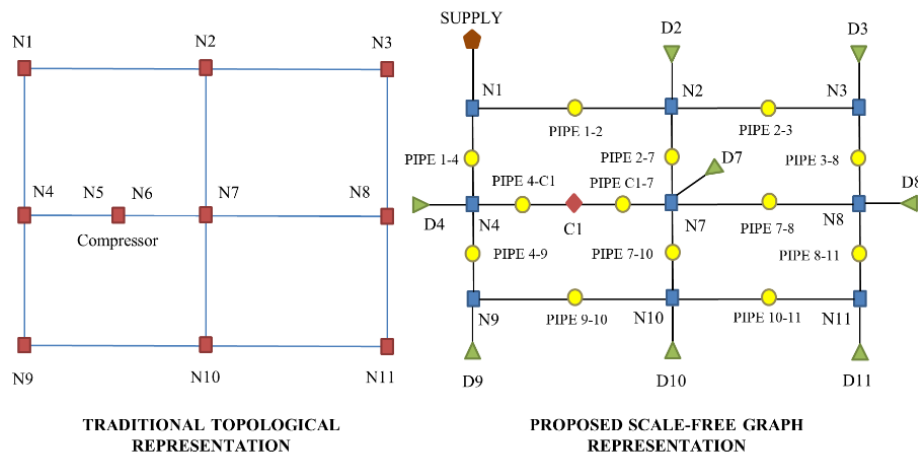 N1
N2
N3
N4
N5
N6
N7
N8
Compressor
N9
N10
N11
TRADITIONAL TOPOLOGICAL
REPRESENTATION
SUPPLY
D2
D3
N1
N2
N3
PIPE 1-2
PIPE 2-3
PIPE 1-4
PIPE 2-7
D7
PIPE 3-8
PIPE 4-C1
PIPE C1-7
D8
D4
N4
C1
N7
PIPE 7-8
N8
PIPE 4-9
PIPE 7-10
PIPE 8-11
N9
PIPE 9-10
N10
PIPE 10-11
N11
D9
D10
D11
PROPOSED SCALE-FREE GRAPH
REPRESENTATION